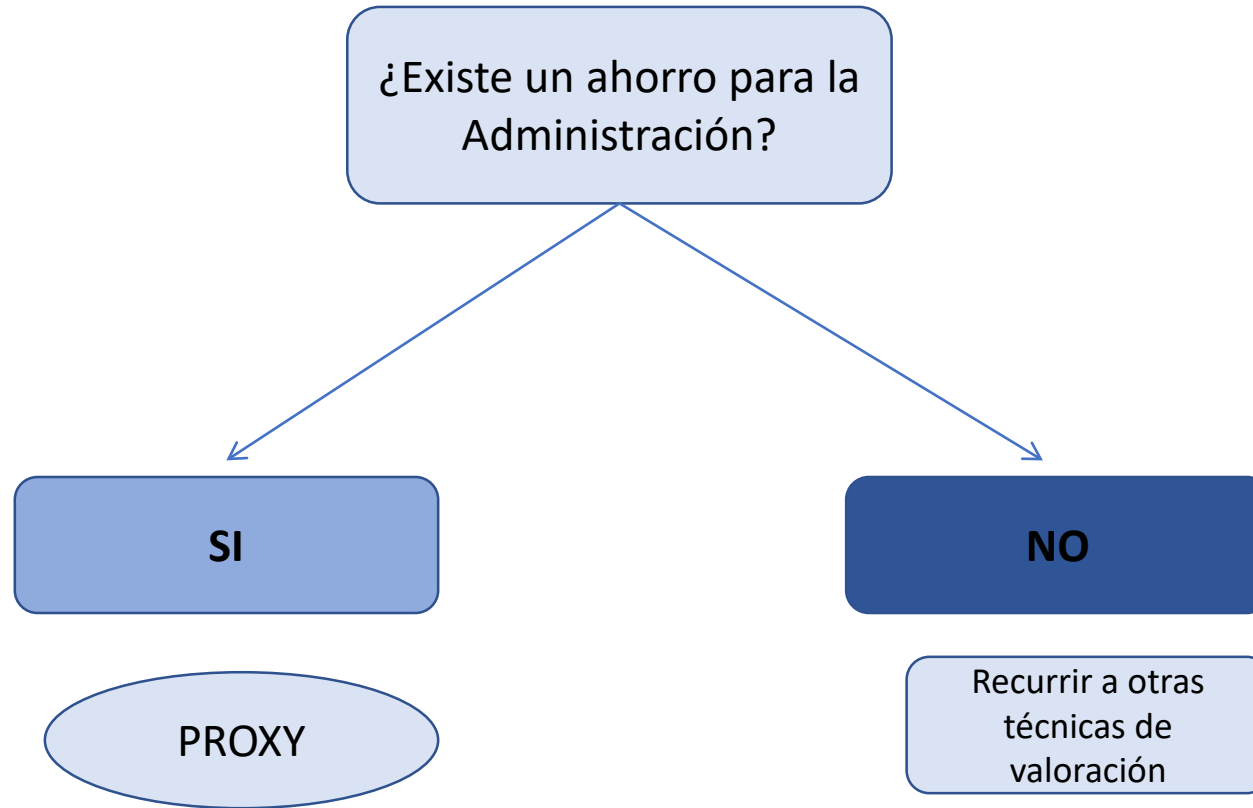 ¿Existe un ahorro para la
Administración?
SI
NO
PROXY
Recurrir a otras
técnicas de
valoración